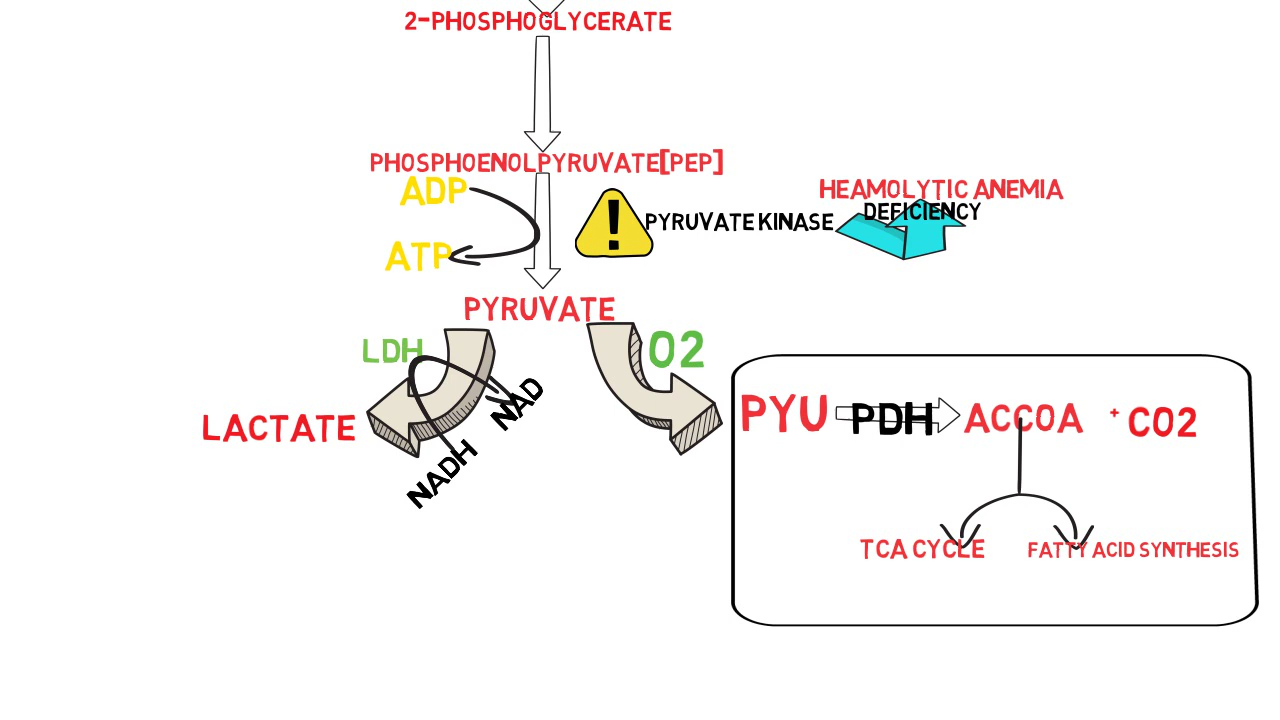 2-PHOSPHOGLYCERATE
PHOSPHOENOLPYRUVATE[PEP]
ADP
HEAMOLYTIC ANEMIA
DEFICIENCY
PYRUVATE KINASE
ATP
PYRUVATE
LDH
O2
NAD
LACTATE
NADH
PYU
PDH
ACCOA
+
CO2
TCA CYCLE
FATTY ACID SYNTHESIS